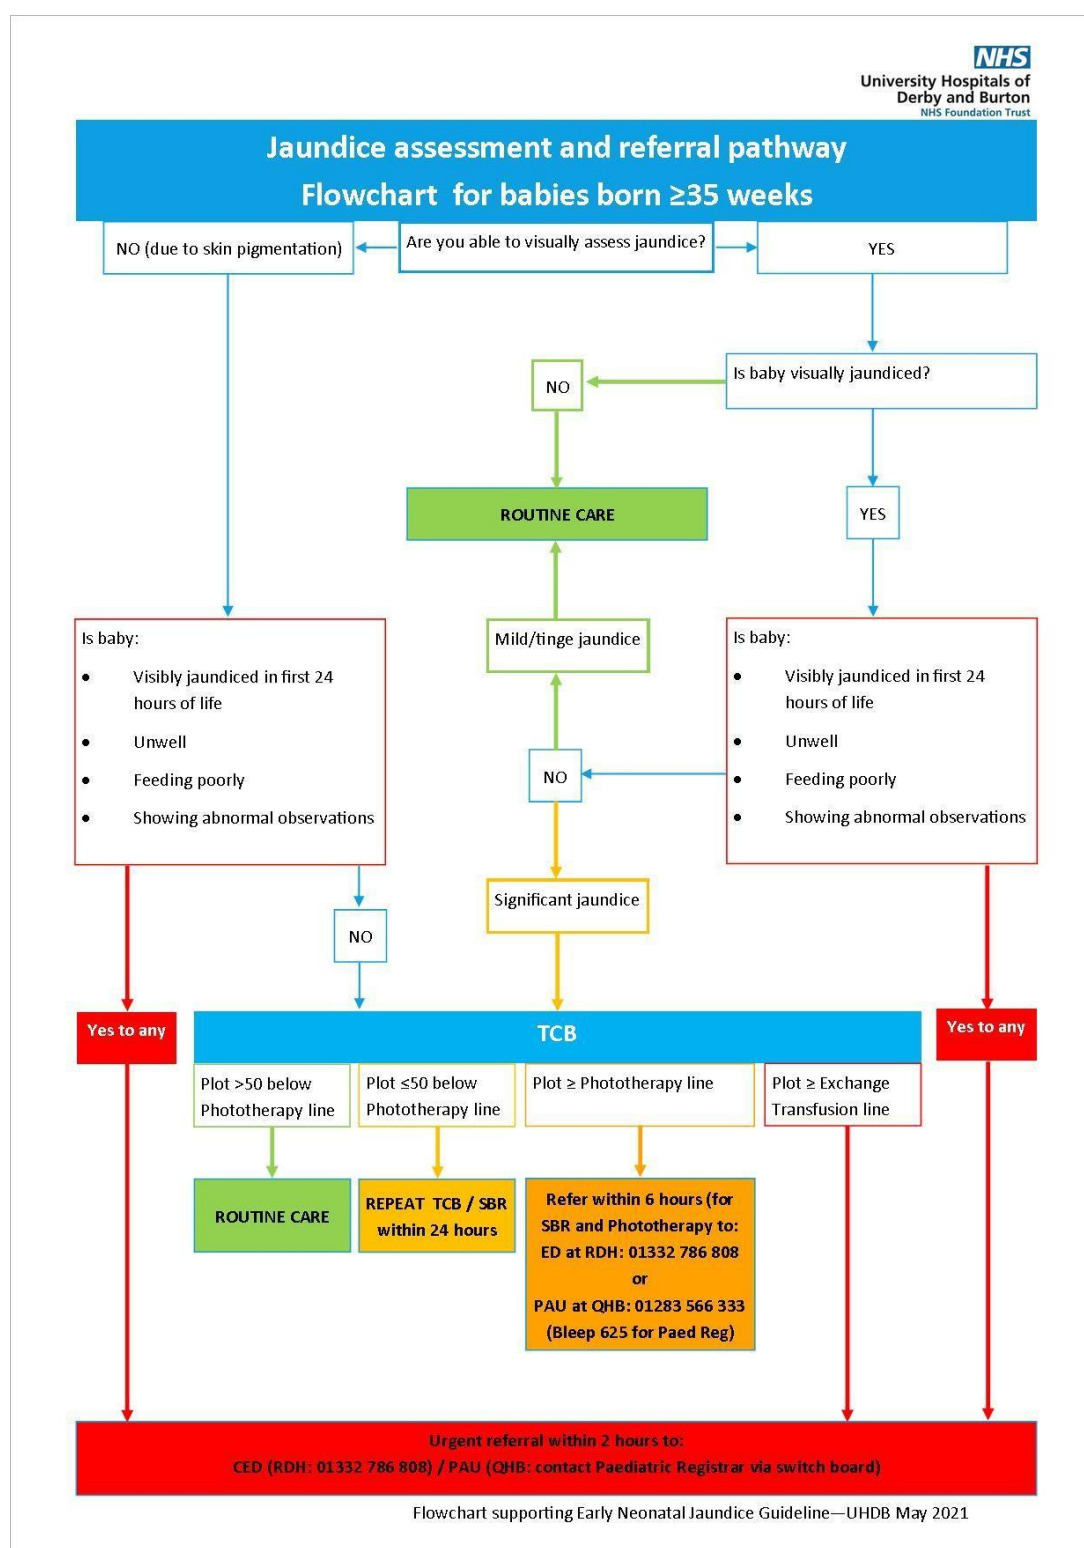 NHS
University Hospitals of
Derby and Burton
NHS Foundation Trust
Jaundice assessment and referral pathway
Flowchart for babies born ≥35 weeks
NO (due to skin pigmentation)
Are you able to visually assess jaundice?
YES
Is baby visually jaundiced?
NO
ROUTINE CARE
YES
Is baby:
● Visibly jaundiced in first 24
hours of life
● Unwell
● Feeding poorly
● Showing abnormal observations
Mild/tinge jaundice
Is baby:
● Visibly jaundiced in first 24
hours of life
● Unwell
● Feeding poorly
● Showing abnormal observations
NO
Significant jaundice
NO
Yes to any
TCB
Yes to any
Plot >50 below
Phototherapy line
Plot ≤50 below
Phototherapy line
Plot ≥ Phototherapy line
Plot ≥ Exchange
Transfusion line
ROUTINE CARE
REPEAT TCB / SBR
within 24 hours
Refer within 6 hours (for
SBR and Phototherapy to:
ED at RDH: 01332 786 808
or
PAU at QHB: 01283 566 333
(Bleep 625 for Paed Reg)
Urgent referral within 2 hours to:
CED (RDH: 01332 786 808) / PAU (QHB: contact Paediatric Registrar via switch board)
Flowchart supporting Early Neonatal Jaundice Guideline—UHDB May 2021